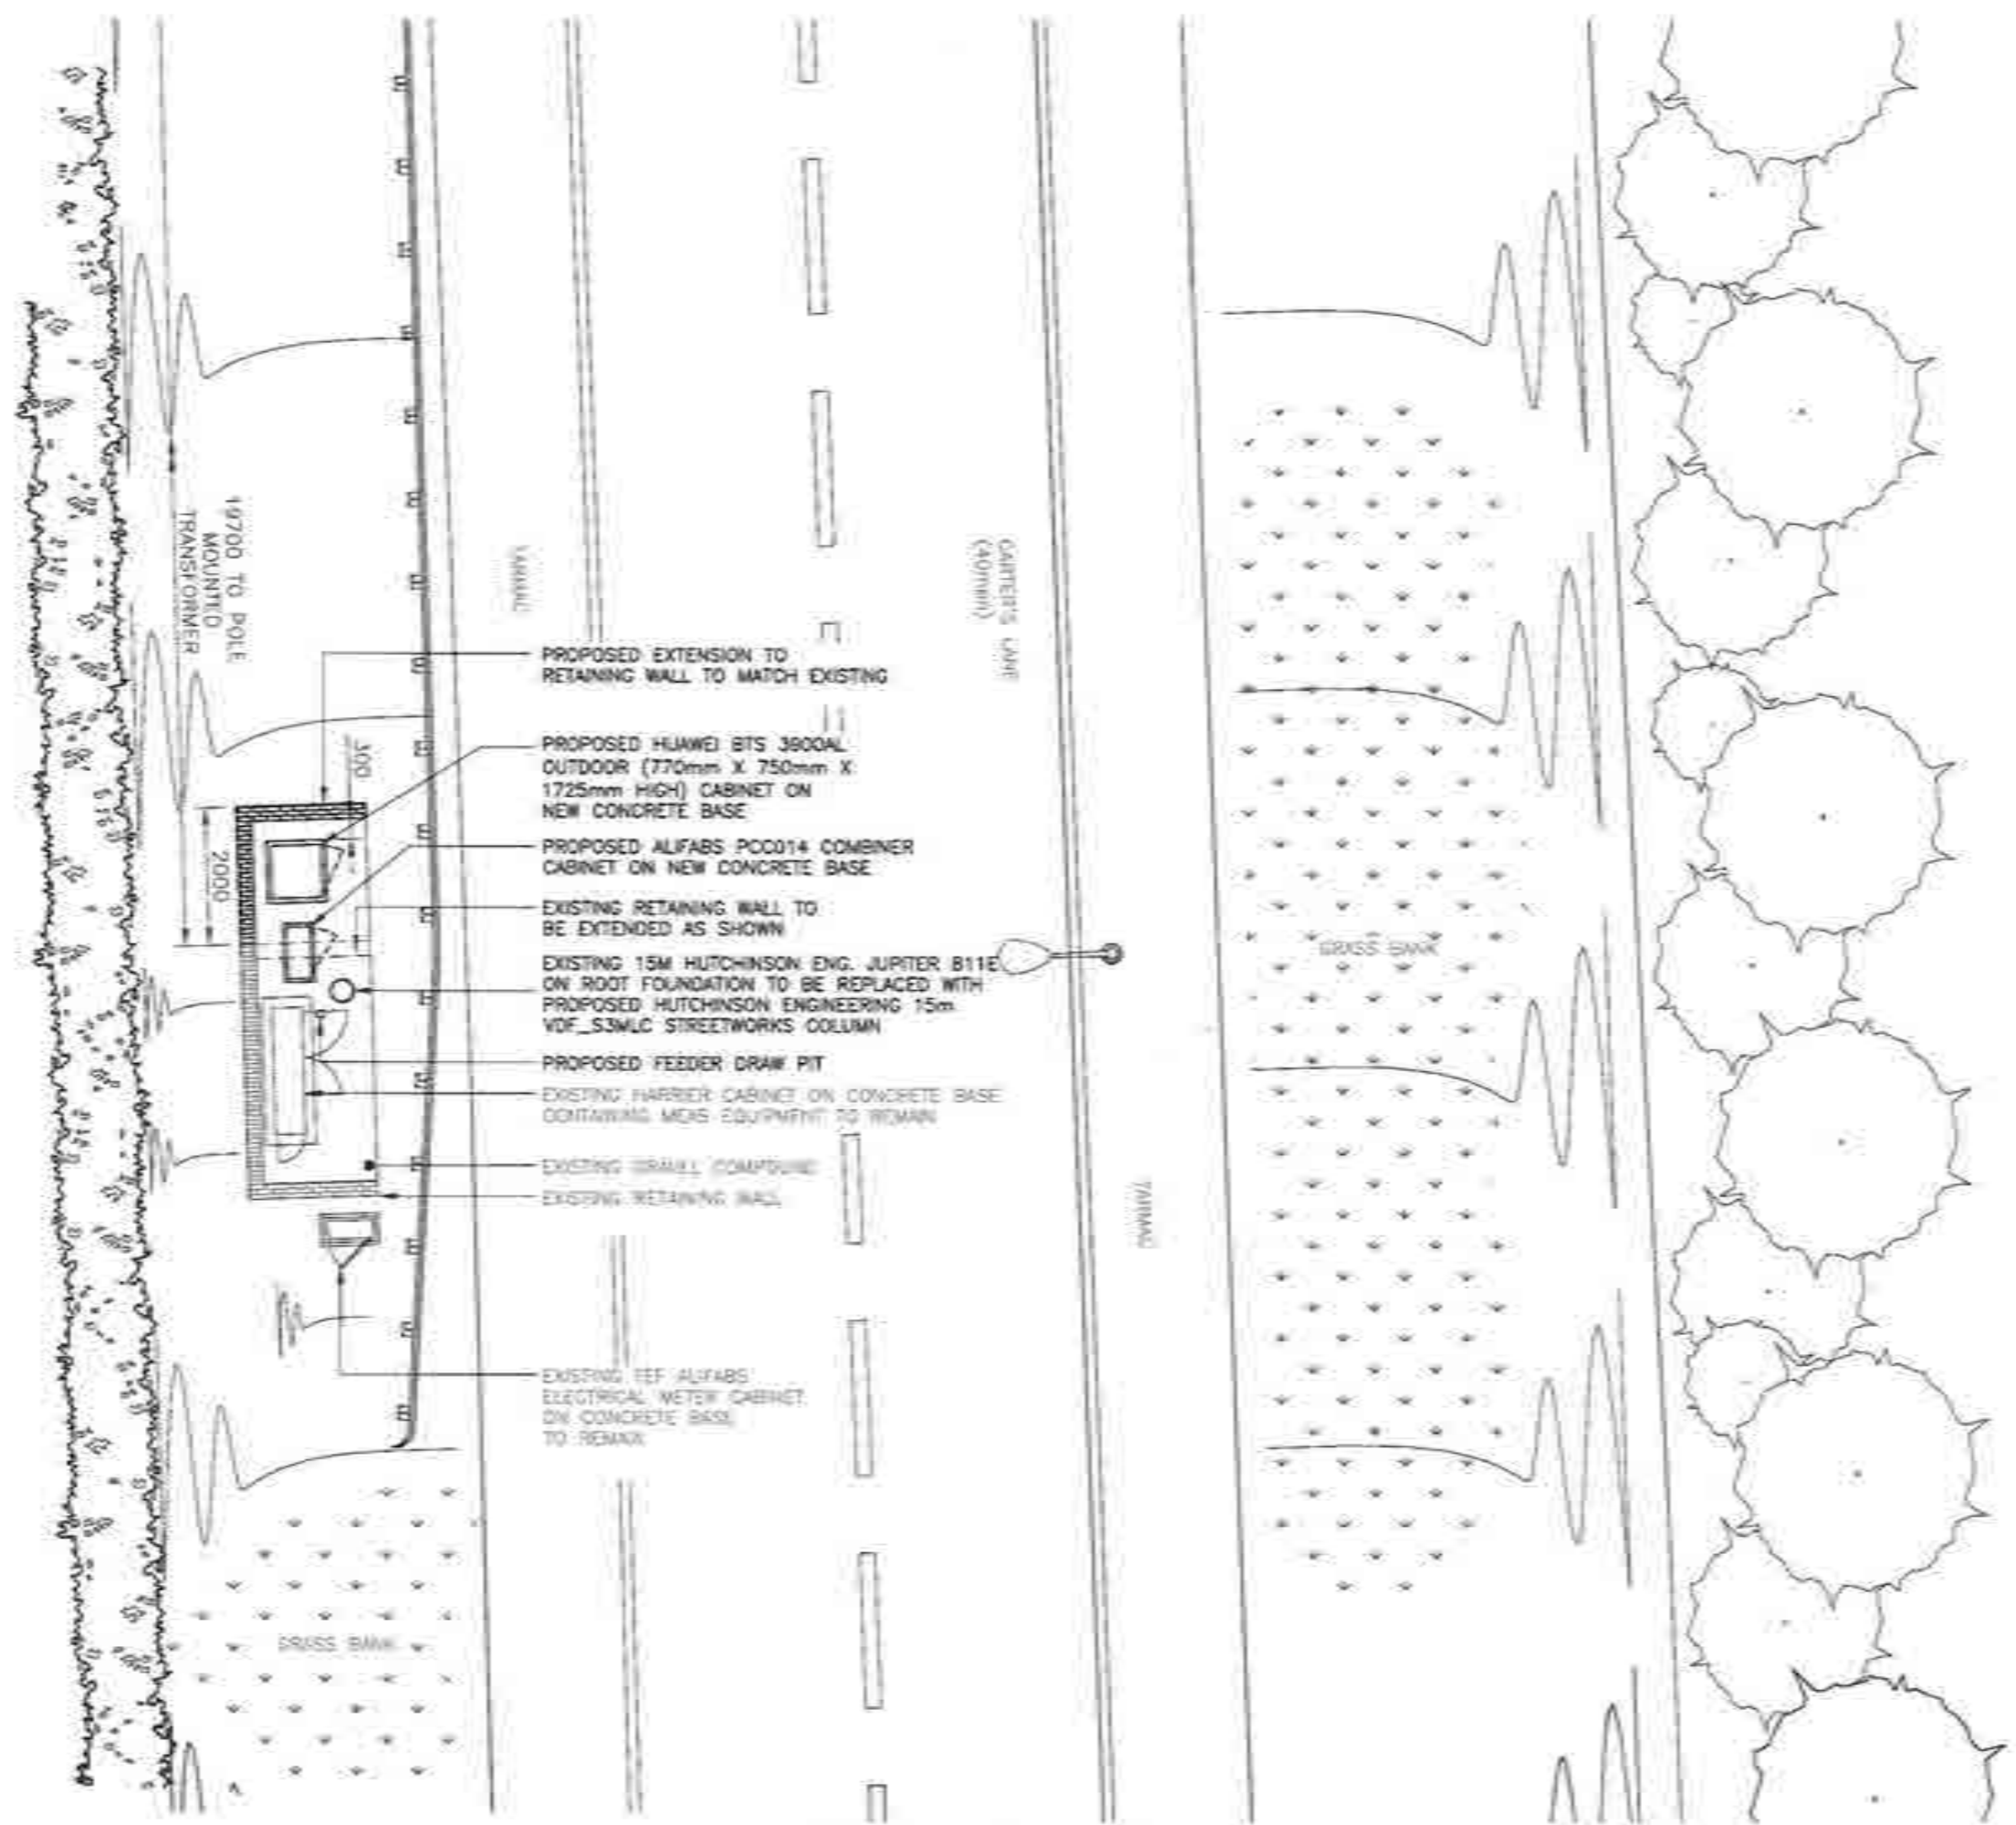 PROPOSED EXTENSION TO
RETAINING WALL TO MATCH EXISTING
PROPOSED HUAWEI BTS 3900AL
OUTDOOR (770mm X 750mm X
1725mm HIGH) CABINET ON
NEW CONCRETE BASE
PROPOSED ALIFABS PCC014 COMBINER
CABINET ON NEW CONCRETE BASE
EXISTING RETAINING WALL TO
BE EXTENDED AS SHOWN
EXISTING 15M HUTCHINSON ENG. JUPITER 811E
ON ROOT FOUNDATION TO BE REPLACED WITH
PROPOSED HUTCHINSON ENGINEERING 15m
VDF_S3MLC STREETWORKS COLUMN
PROPOSED FEEDER DRAW PIT
EXISTING HARRIER CABINET ON CONCRETE BASE
CONTAINING MCAS EQUIPMENT TO REMAIN
EXISTING GRAVEL COMPOUND
EXISTING RETAINING WALL
EXISTING ALIFABS
ELECTRICAL METER CABINET
ON CONCRETE BASE
TO REMAIN
19700 TO POLE
MOUNTED
TRANSFORMER
300
2000
TARMAC
(40mph)
TARMAC
GRASS BANK
GRASS BANK